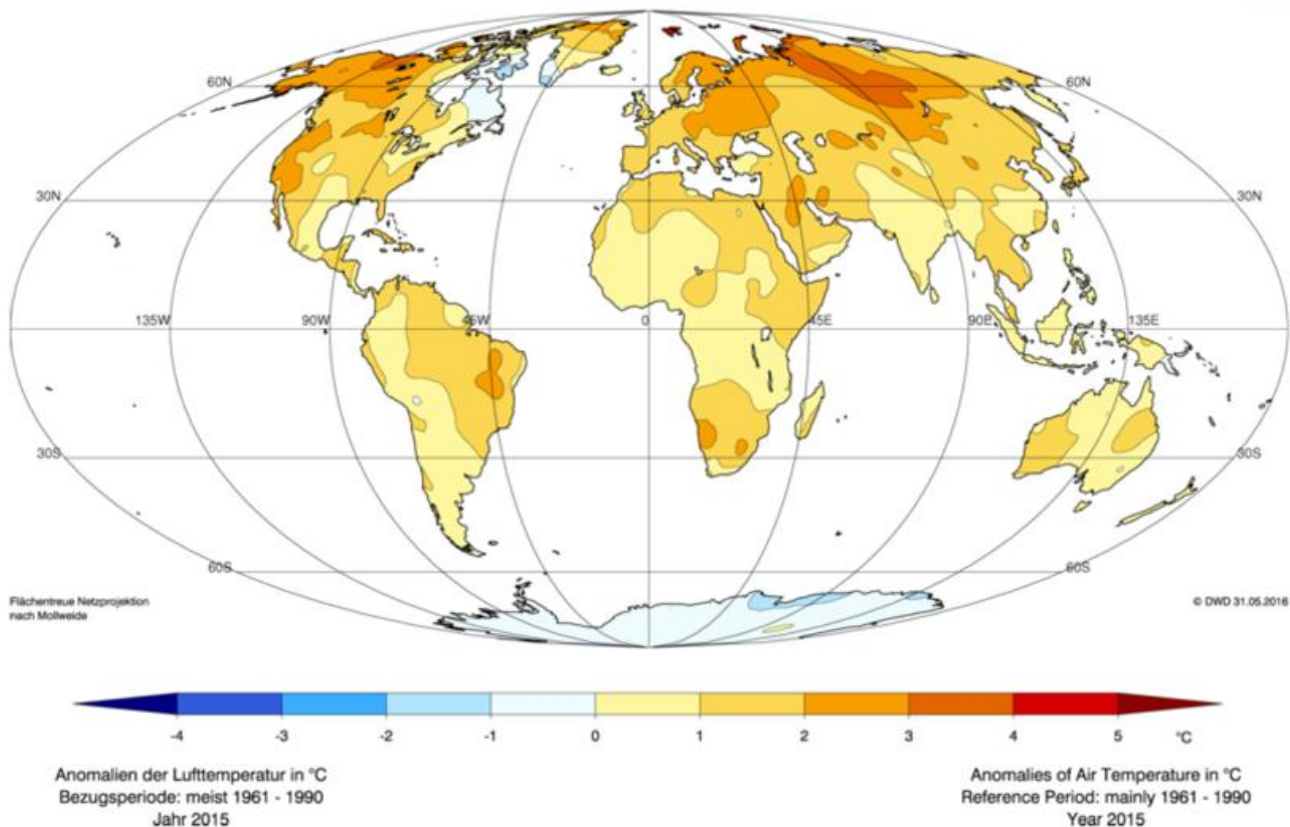 60N 60N
30N 30N
135W 90W 45W 0 45E 90E 135E
30S 30S
60S 60S
Flächentreue Netzprojektion
nach Mollweide
© DWD 31.05.2016
-4 -3 -2 -1 0 1 2 3 4 5 °C
Anomalien der Lufttemperatur in °C
Bezugsperiode: meist 1961 - 1990
Jahr 2015
Anomalies of Air Temperature in °C
Reference Period: mainly 1961 - 1990
Year 2015